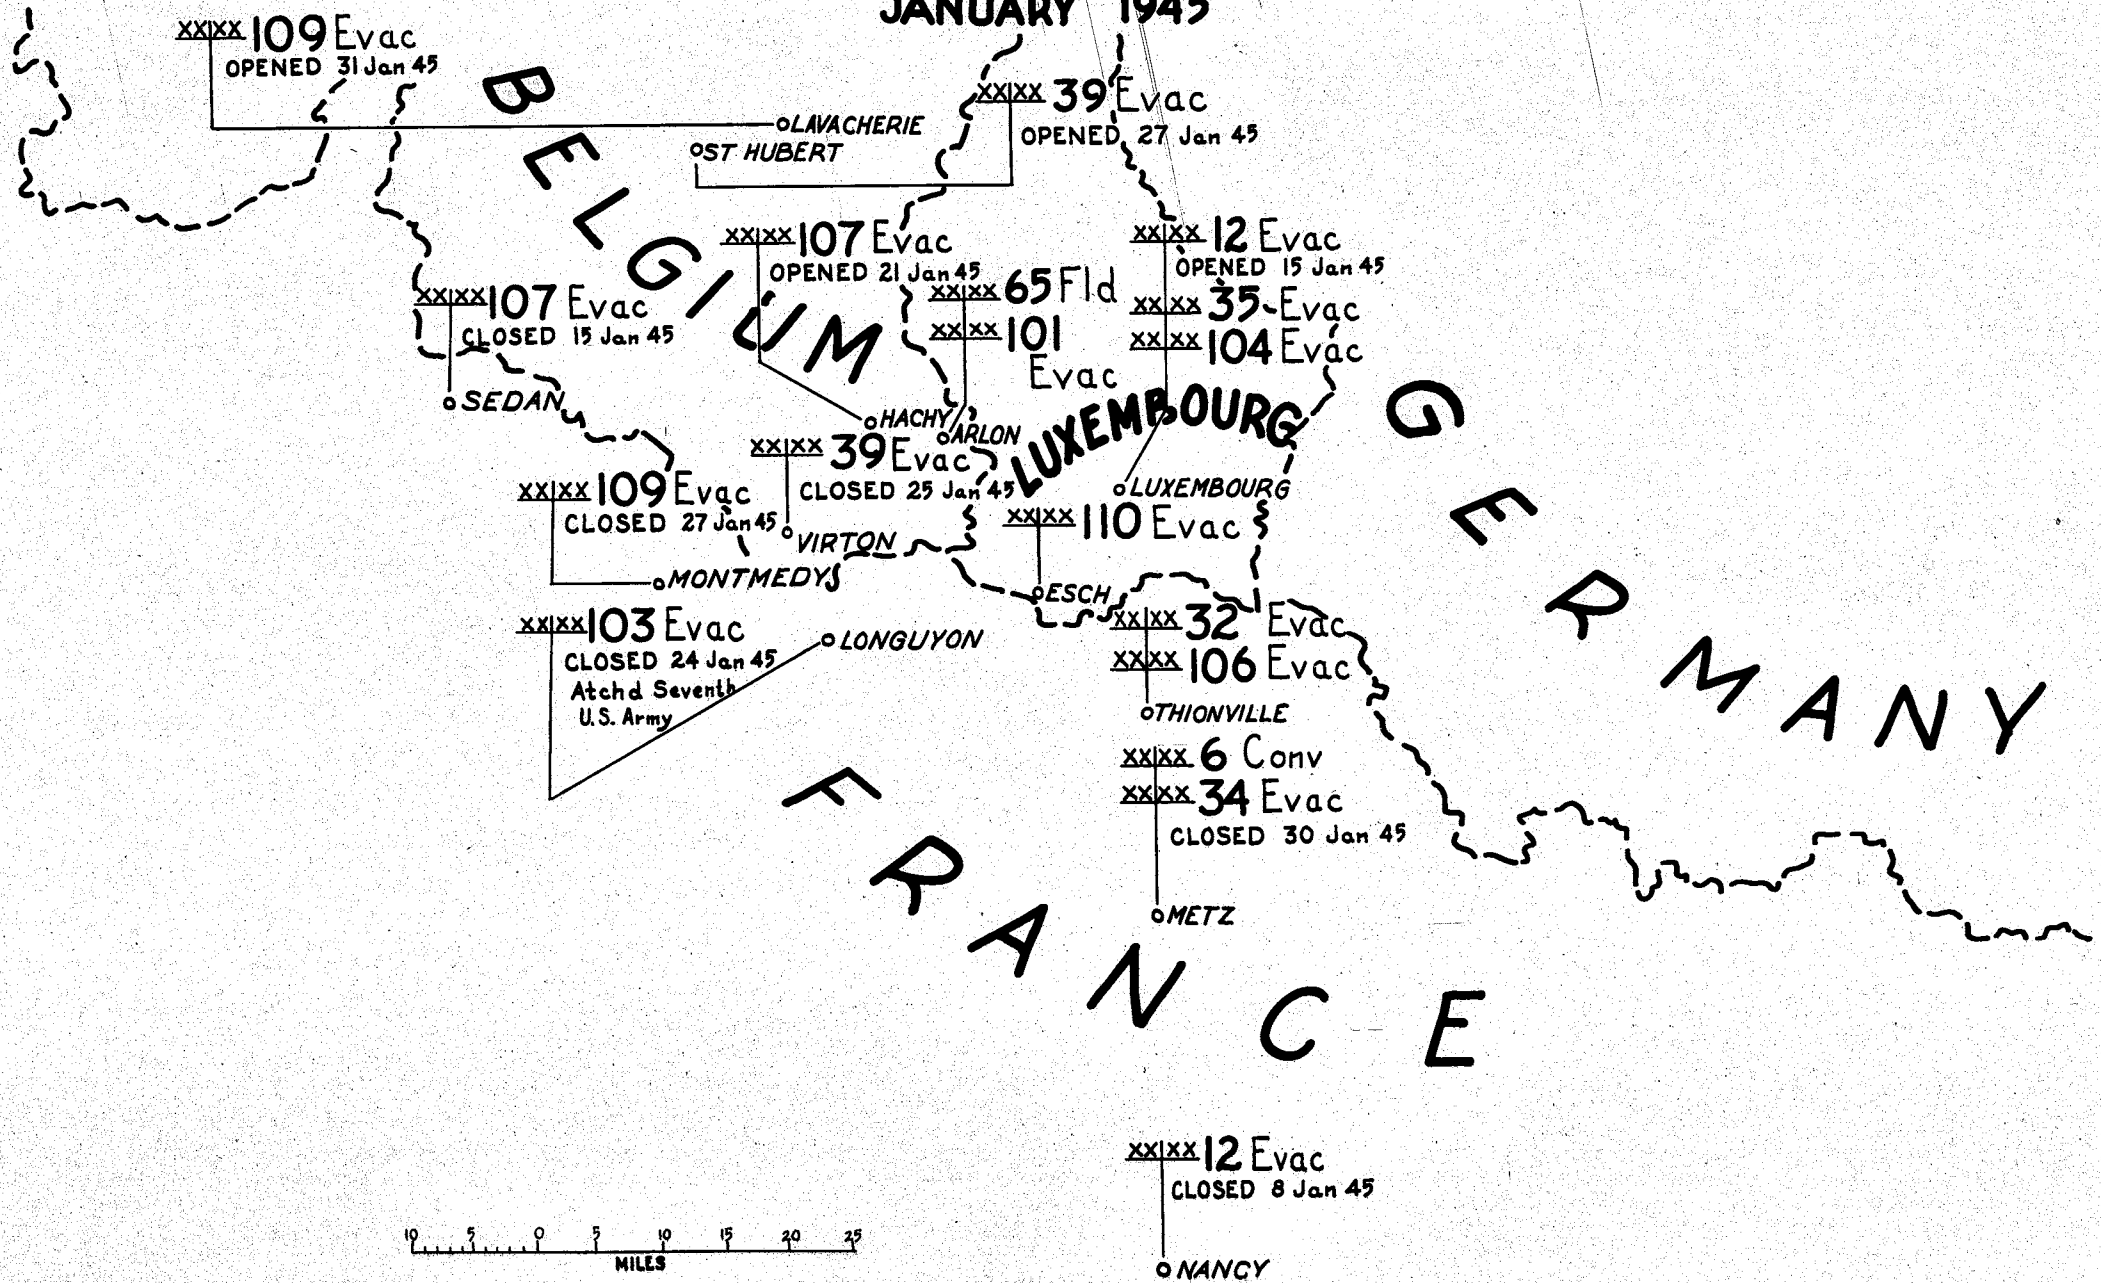 JANUARY 1945
XXXX 109 Evac
OPENED 31 Jan 45
BELGIUM
XXXX 39 Evac
OPENED 27 Jan 45
LAVACHERIE
ST HUBERT
XXXX 107 Evac
OPENED 21 Jan 45
XXXX 12 Evac
OPENED 15 Jan 45
XXXX 65 Fld
XXXX 35 Evac
XXXX 101
Evac
XXXX 104 Evac
XXXX 107 Evac
CLOSED 15 Jan 45
SEDAN
HACHY
ARLON
LUXEMBOURG
GERMANY
XXXX 39 Evac
CLOSED 25 Jan 45
LUXEMBOURG
XXXX 109 Evac
CLOSED 27 Jan 45
VIRTON
XXXX 110 Evac
MONTMEDY
ESCH
XXXX 103 Evac
CLOSED 24 Jan 45
Atchd Seventh
U.S. Army
LONGUYON
XXXX 32 Evac
XXXX 106 Evac
THIONVILLE
XXXX 6 Conv
XXXX 34 Evac
CLOSED 30 Jan 45
METZ
FRANCE
XXXX 12 Evac
CLOSED 8 Jan 45
NANCY
10 5 0 5 10 15 20 25
MILES